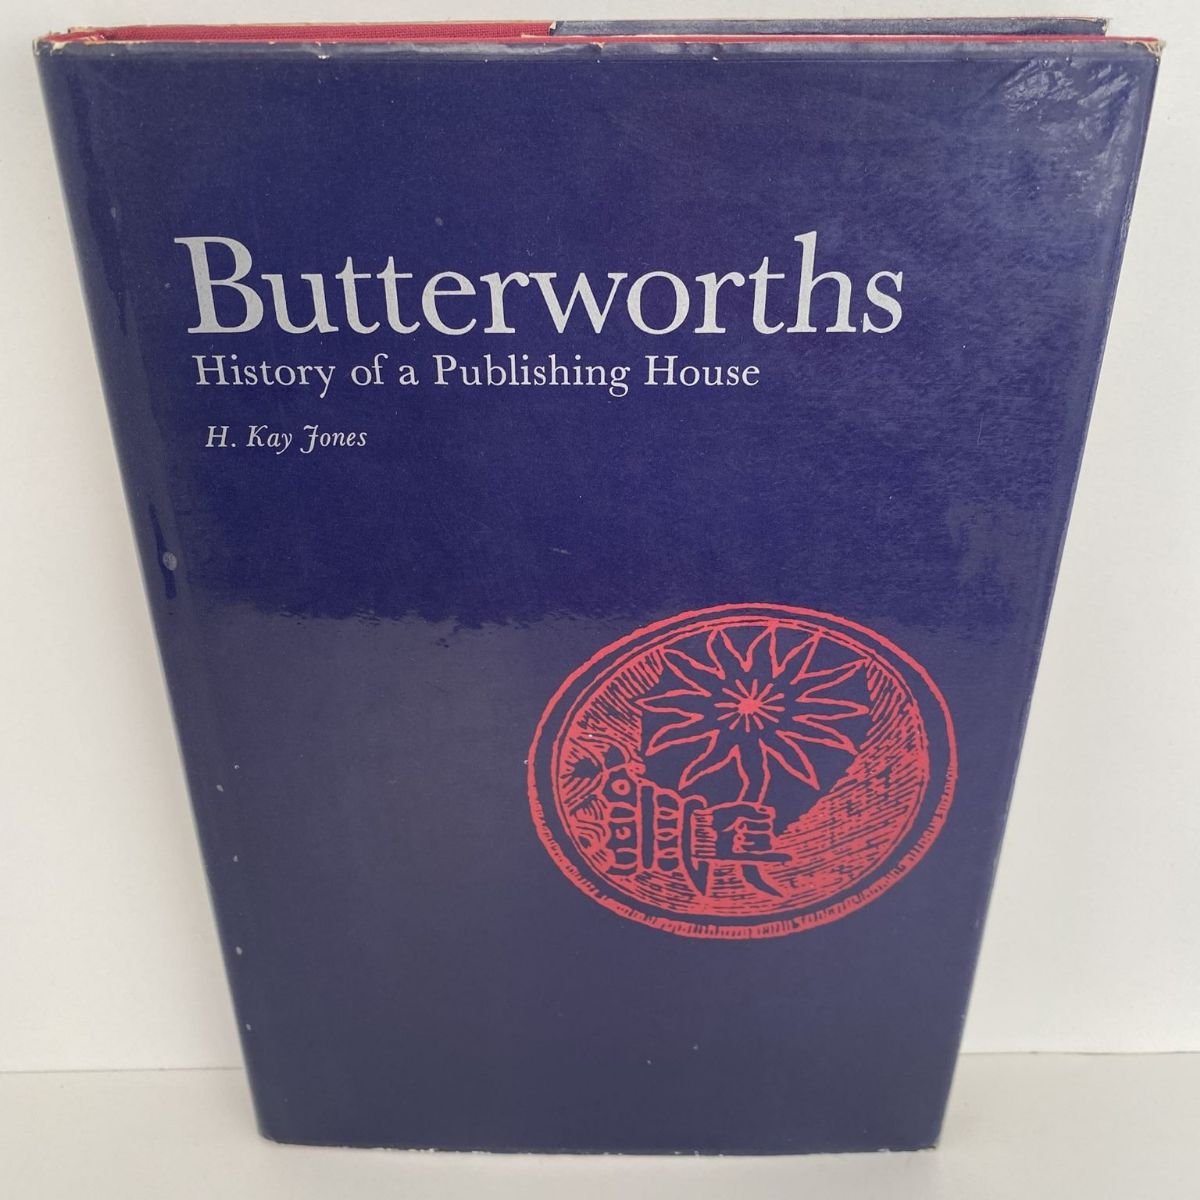 Butterworths
History of a Publishing House
H. Kay Jones